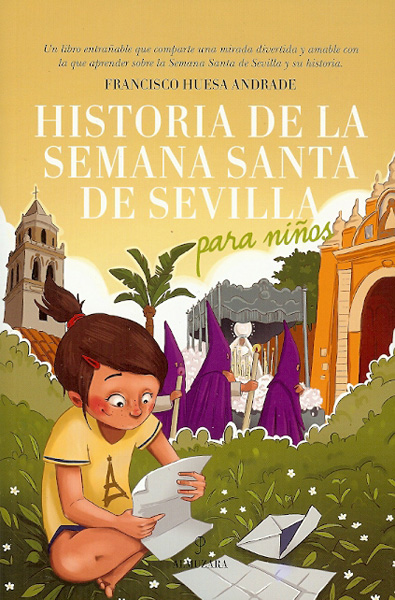 Un libro entrañable que comparte una mirada divertida y amable con
la que aprender sobre la Semana Santa de Sevilla y su historia.
FRANCISCO HUESA ANDRADE
HISTORIA DE LA
SEMANA SANTA
DE SEVILLA
para niños
ALMUZARA